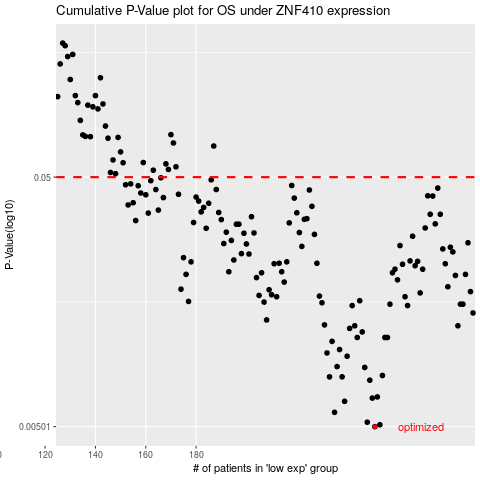 Cumulative P-Value plot for OS under ZNF410 expression
P-Value(log10)
0.05
0.00501
optimized
0 120 140 160 180
# of patients in 'low exp' group